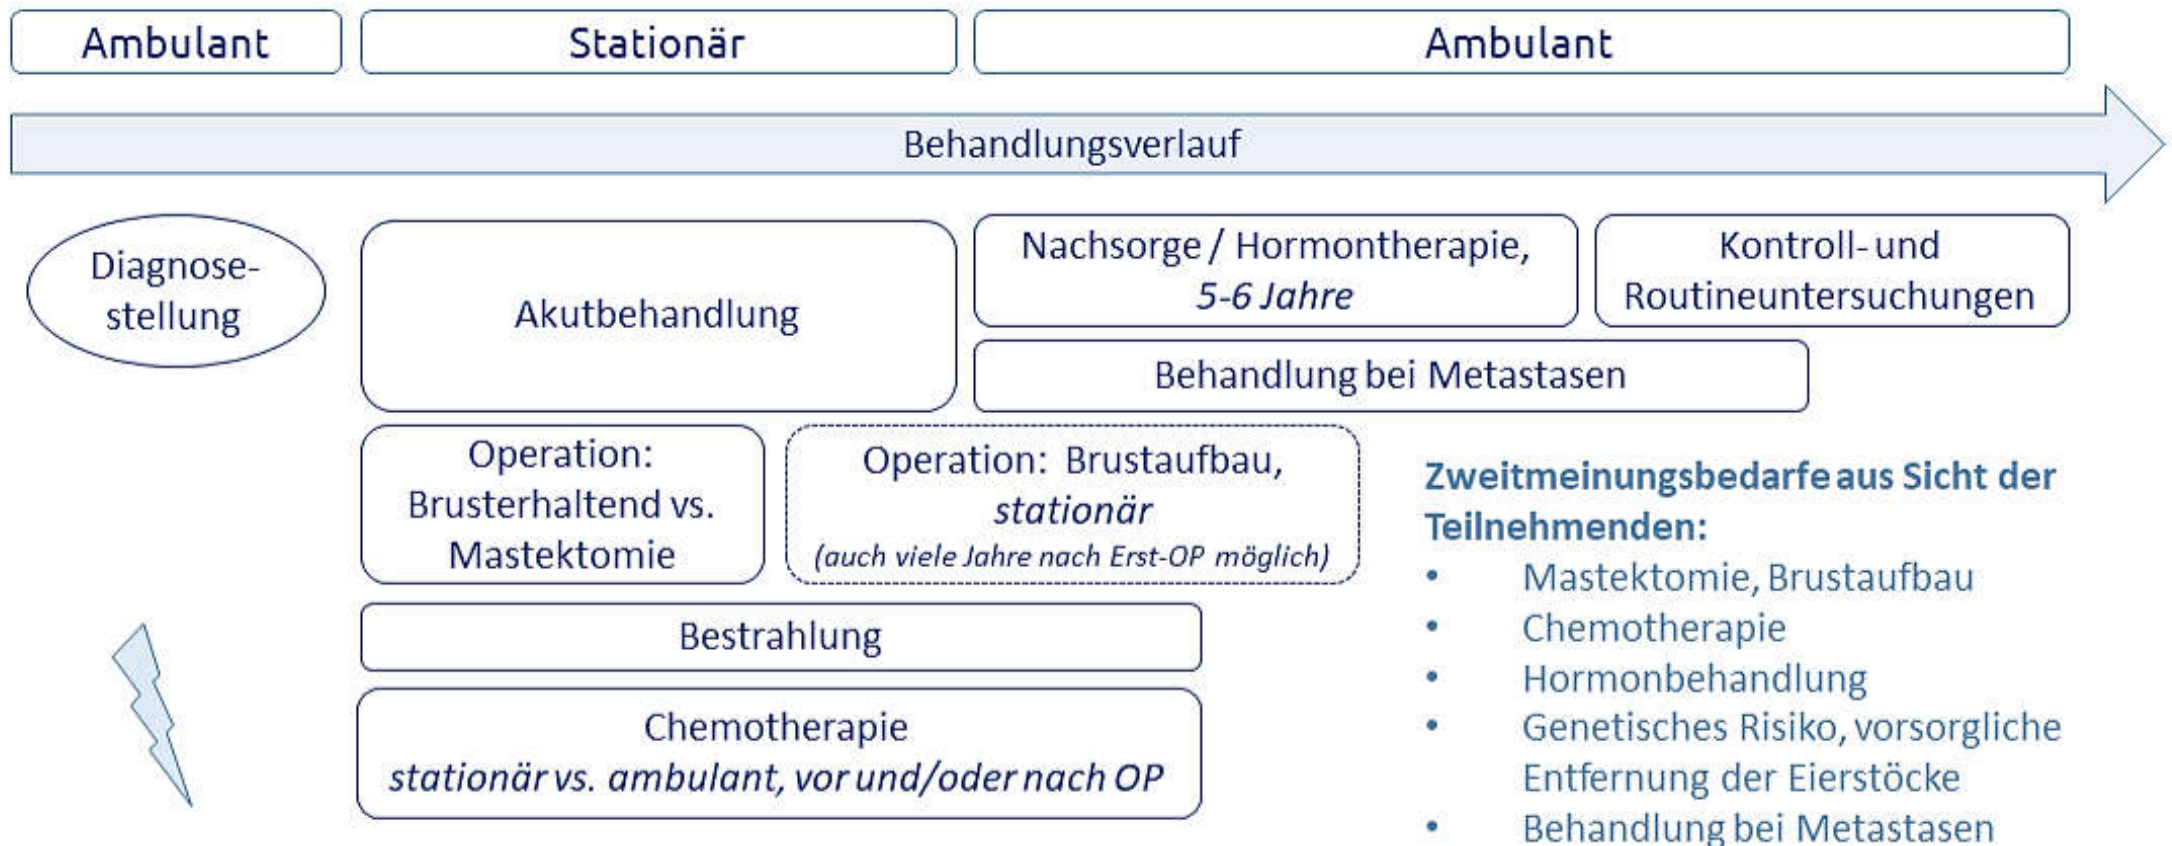 Ambulant
Stationär
Ambulant
Behandlungsverlauf
Diagnose-
stellung
Akutbehandlung
Nachsorge / Hormontherapie,
5-6 Jahre
Kontroll- und
Routineuntersuchungen
Behandlung bei Metastasen
Operation:
Brusterhaltend vs.
Mastektomie
Operation: Brustaufbau,
stationär
(auch viele Jahre nach Erst-OP möglich)
Bestrahlung
Chemotherapie
stationär vs. ambulant, vor und/oder nach OP
Zweitmeinungsbedarfe aus Sicht der
Teilnehmenden:
• Mastektomie, Brustaufbau
• Chemotherapie
• Hormonbehandlung
• Genetisches Risiko, vorsorgliche
Entfernung der Eierstöcke
• Behandlung bei Metastasen